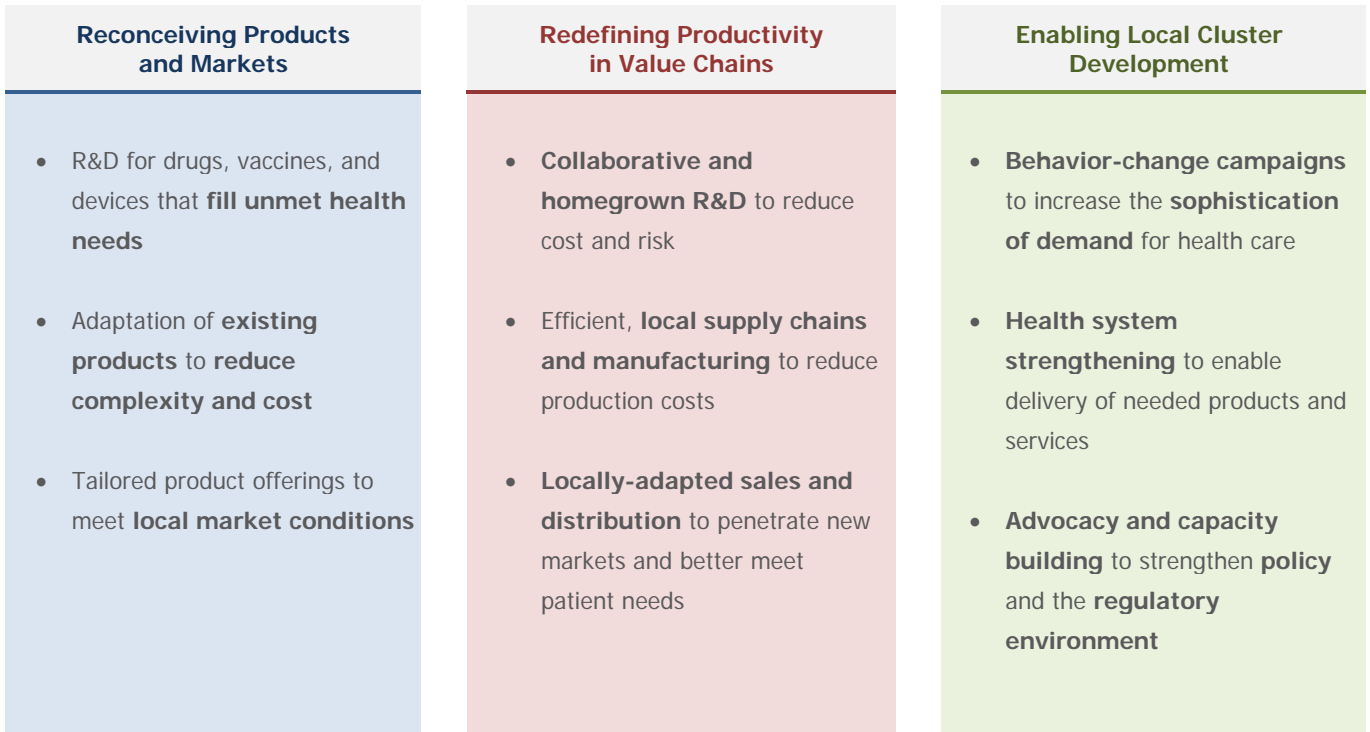 Reconceiving Products
and Markets
• R&D for drugs, vaccines, and
devices that fill unmet health
needs
• Adaptation of existing
products to reduce
complexity and cost
• Tailored product offerings to
meet local market conditions
Redefining Productivity
in Value Chains
• Collaborative and
homegrown R&D to reduce
cost and risk
• Efficient, local supply chains
and manufacturing to reduce
production costs
• Locally-adapted sales and
distribution to penetrate new
markets and better meet
patient needs
Enabling Local Cluster
Development
• Behavior-change campaigns
to increase the sophistication
of demand for health care
• Health system
strengthening to enable
delivery of needed products and
services
• Advocacy and capacity
building to strengthen policy
and the regulatory
environment